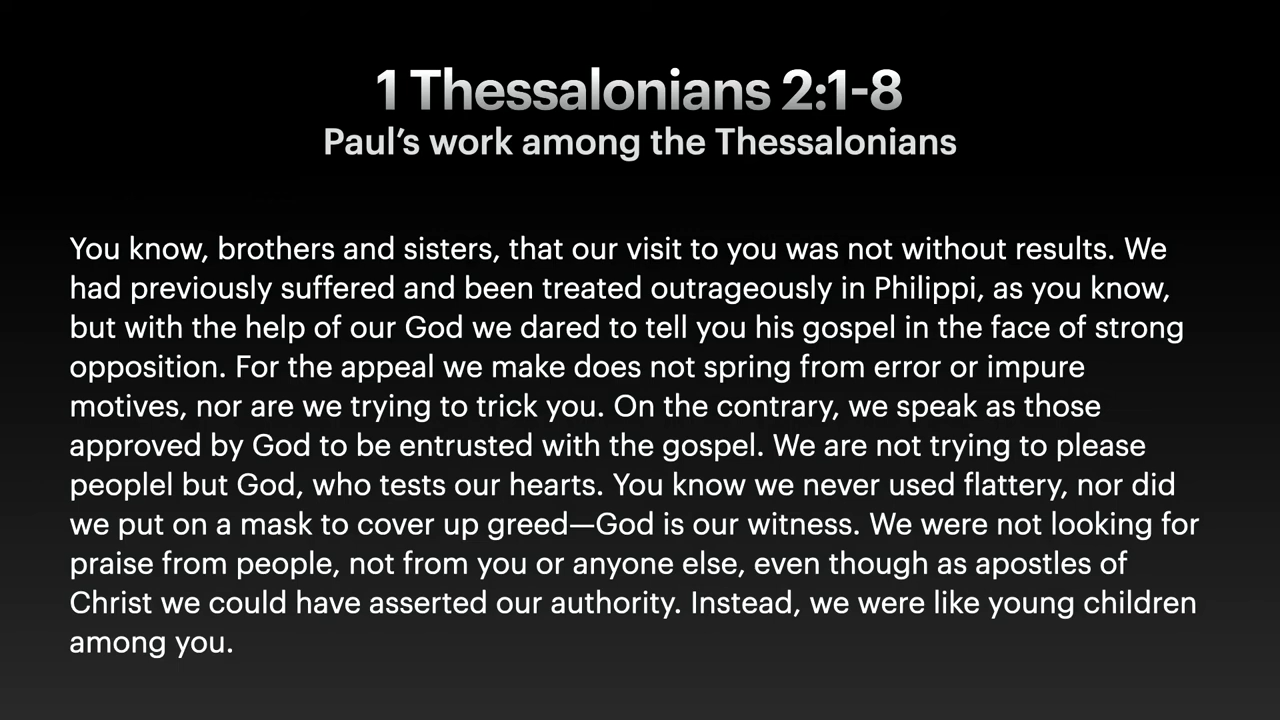 1 Thessalonians 2:1-8
Paul’s work among the Thessalonians
You know, brothers and sisters, that our visit to you was not without results. We
had previously suffered and been treated outrageously in Philippi, as you know,
but with the help of our God we dared to tell you his gospel in the face of strong
opposition. For the appeal we make does not spring from error or impure
motives, nor are we trying to trick you. On the contrary, we speak as those
approved by God to be entrusted with the gospel. We are not trying to please
peoplel but God, who tests our hearts. You know we never used flattery, nor did
we put on a mask to cover up greed—God is our witness. We were not looking for
praise from people, not from you or anyone else, even though as apostles of
Christ we could have asserted our authority. Instead, we were like young children
among you.